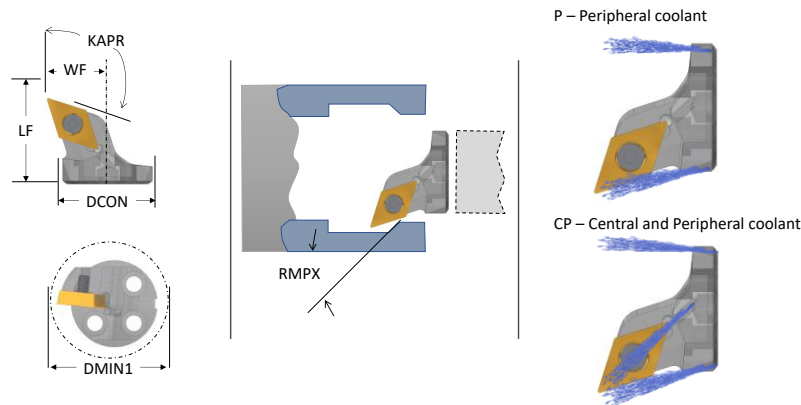 KAPR
WF
LF
DCON
DMIN1
RMPX
P – Peripheral coolant
CP – Central and Peripheral coolant